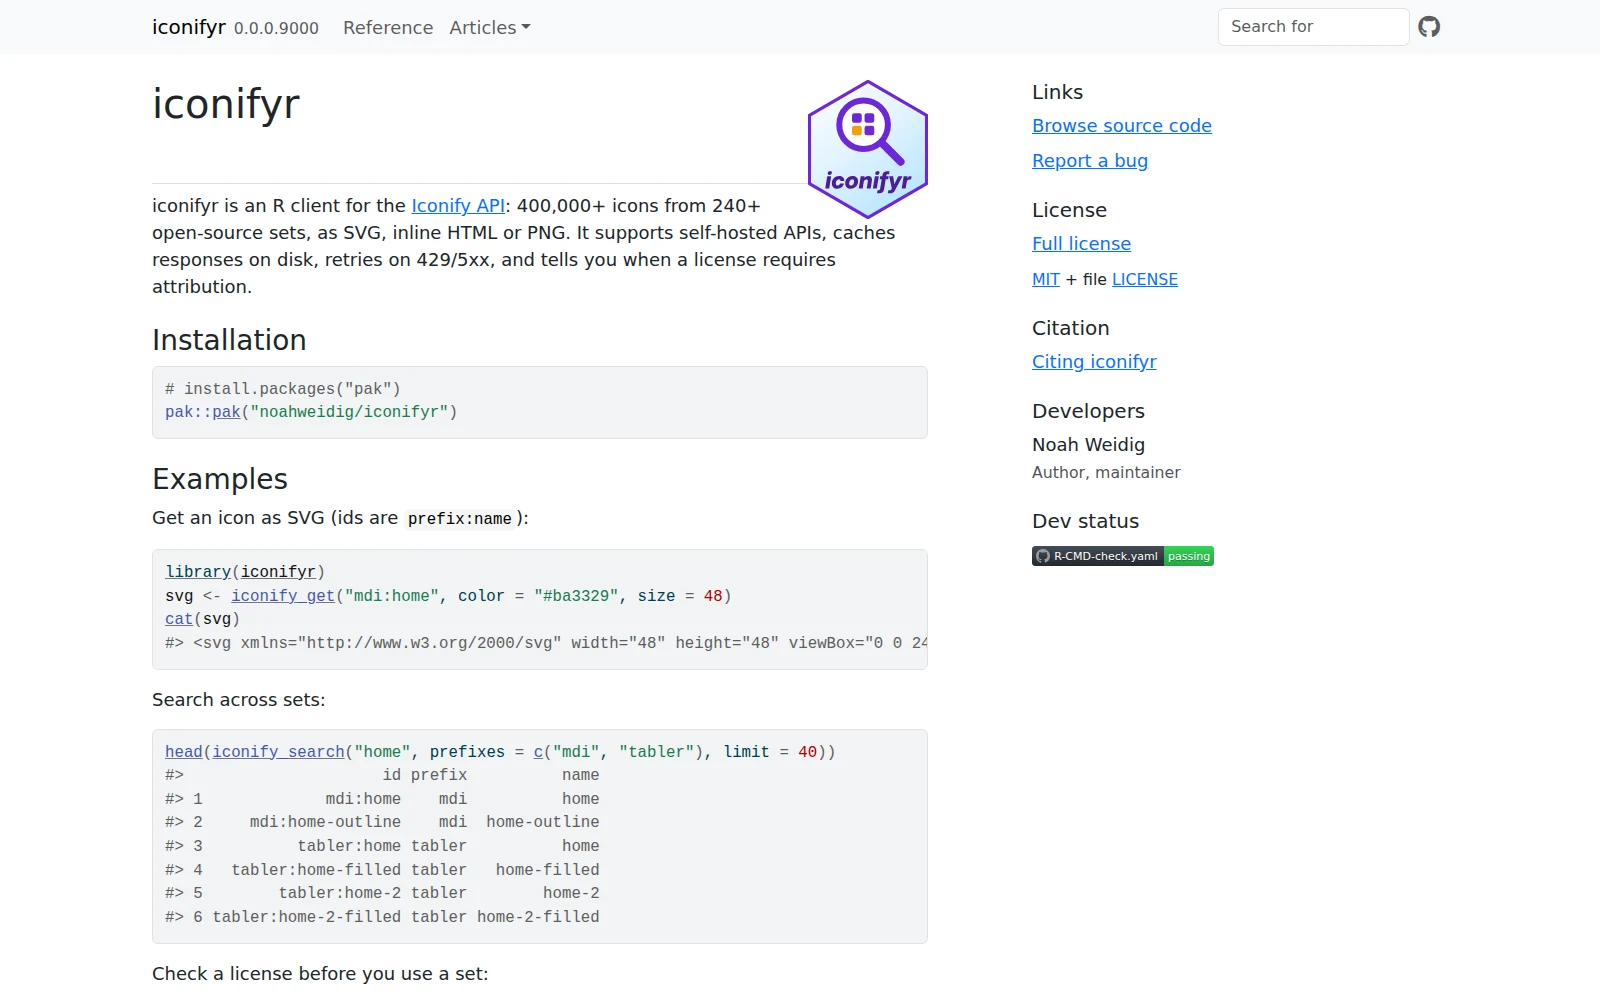 iconifyr 0.0.0.9000 Reference Articles Search for
iconifyr
iconifyr
iconifyr is an R client for the Iconify API: 400,000+ icons from 240+
open-source sets, as SVG, inline HTML or PNG. It supports self-hosted APIs, caches
responses on disk, retries on 429/5xx, and tells you when a license requires
attribution.
Installation
# install.packages("pak")
pak::pak("noahweidig/iconifyr")
Examples
Get an icon as SVG (ids are prefix:name):
library(iconifyr)
svg <- iconify_get("mdi:home", color = "#ba3329", size = 48)
cat(svg)
#> <svg xmlns="http://www.w3.org/2000/svg" width="48" height="48" viewBox="0 0 24
Search across sets:
head(iconify_search("home", prefixes = c("mdi", "tabler"), limit = 40))
#>                     id prefix          name
#> 1             mdi:home    mdi          home
#> 2     mdi:home-outline    mdi  home-outline
#> 3          tabler:home tabler          home
#> 4   tabler:home-filled tabler   home-filled
#> 5        tabler:home-2 tabler        home-2
#> 6 tabler:home-2-filled tabler home-2-filled
Check a license before you use a set:
Links
Browse source code
Report a bug
License
Full license
MIT + file LICENSE
Citation
Citing iconifyr
Developers
Noah Weidig
Author, maintainer
Dev status
R-CMD-check.yaml passing